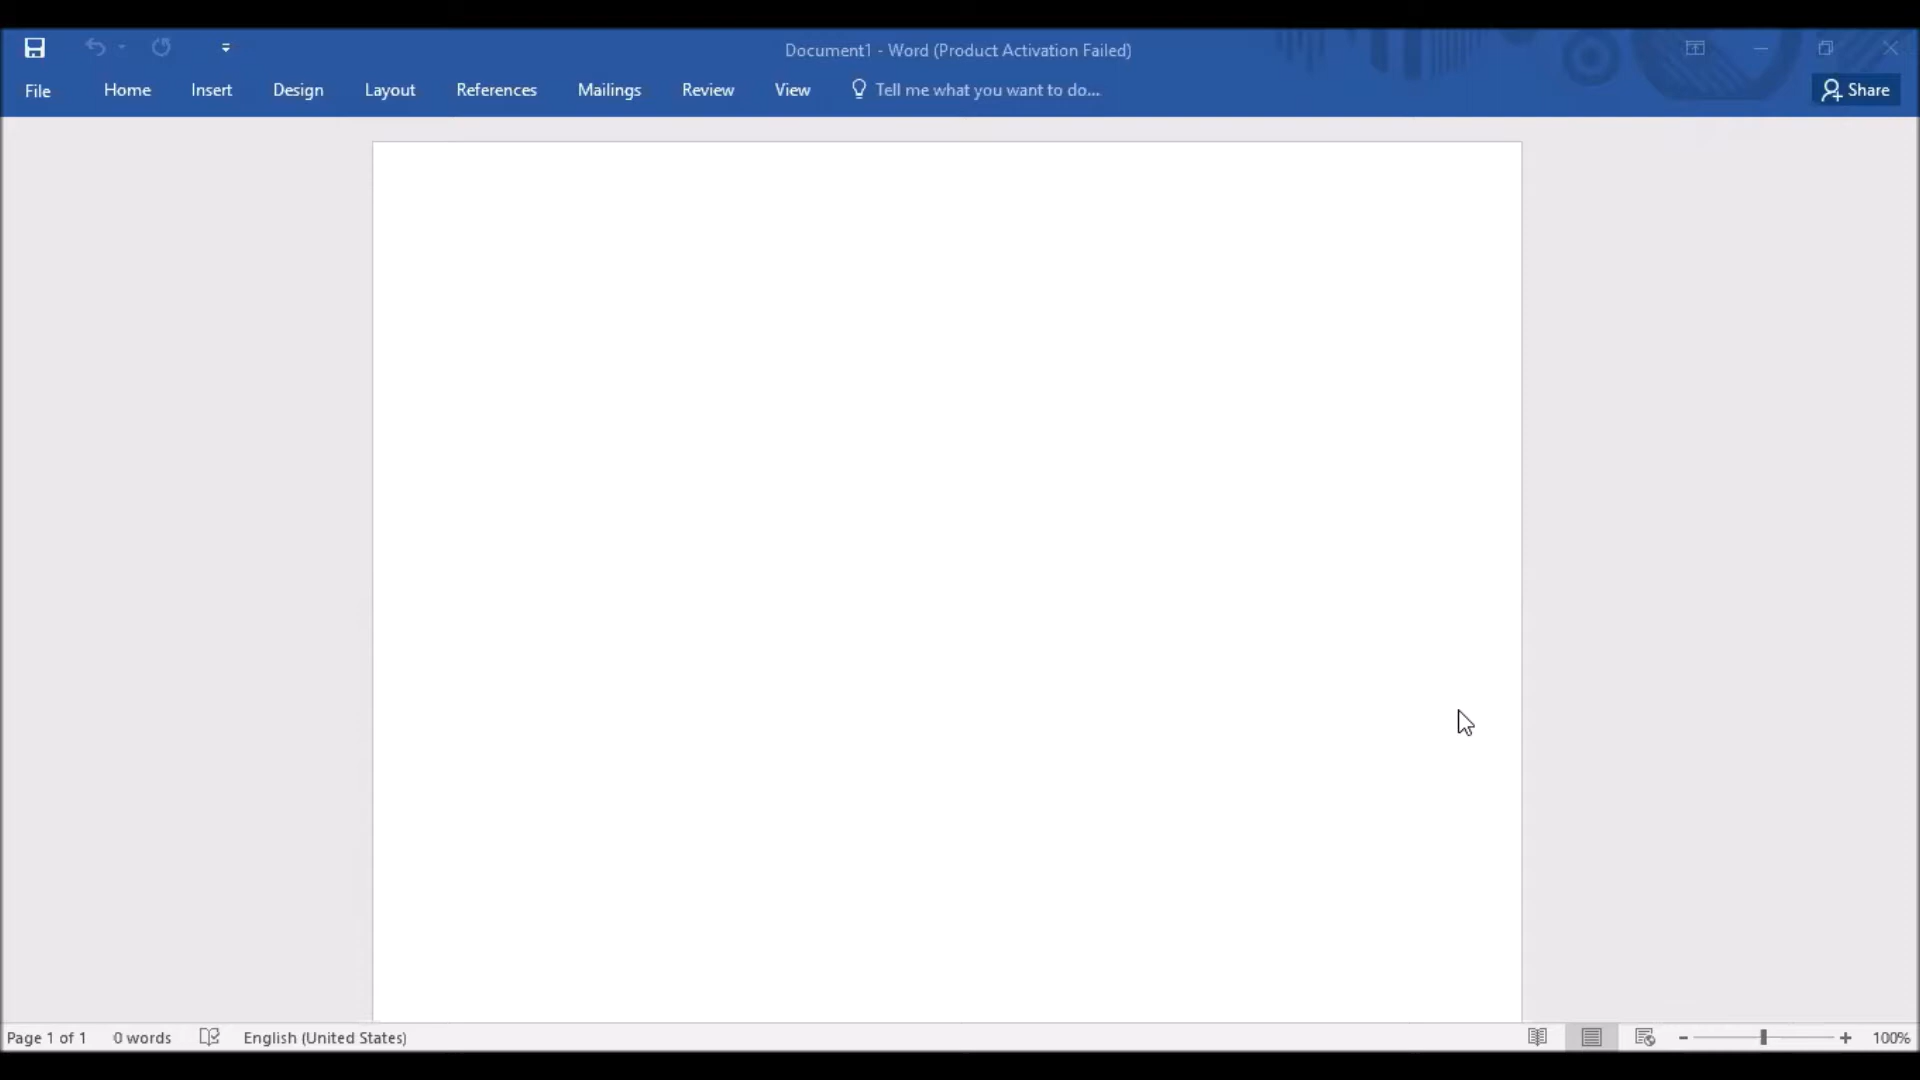 Document1 - Word (Product Activation Failed)
File Home Insert Design Layout References Mailings Review View Tell me what you want to do... Share
Page 1 of 1 0 words English (United States) 100%